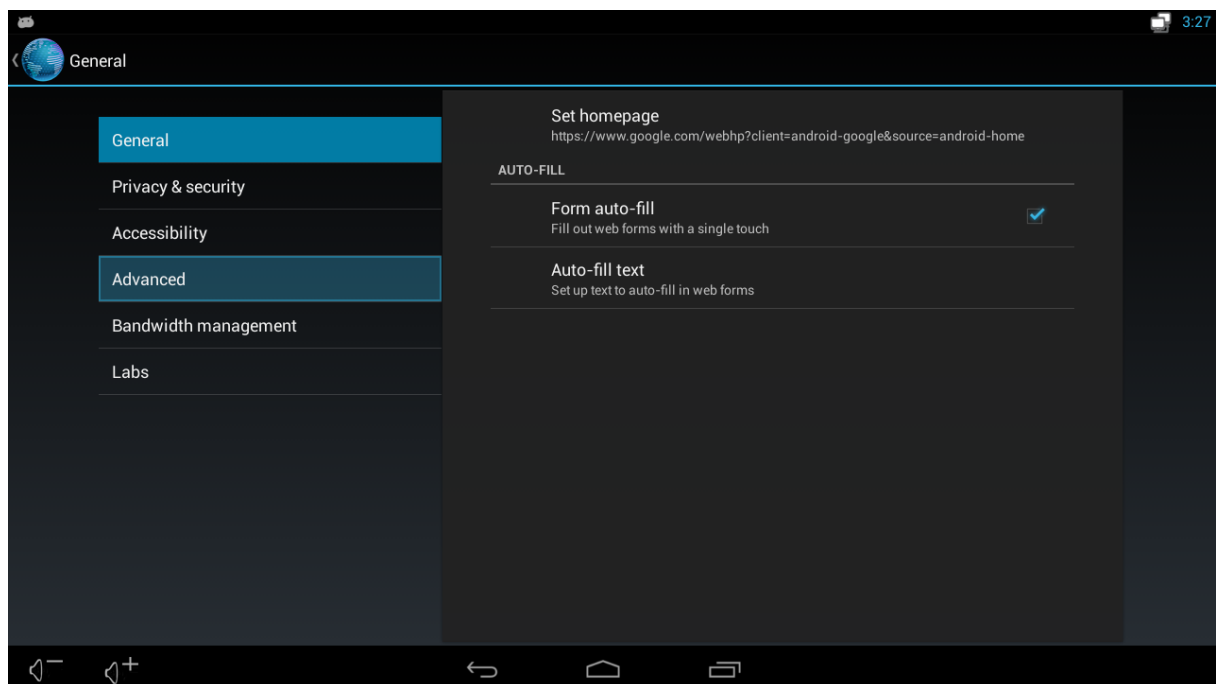 3:27
General
General
Privacy & security
Accessibility
Advanced
Bandwidth management
Labs
Set homepage
https://www.google.com/webhp?client=android-google&source=android-home
AUTO-FILL
Form auto-fill
Fill out web forms with a single touch
Auto-fill text
Set up text to auto-fill in web forms